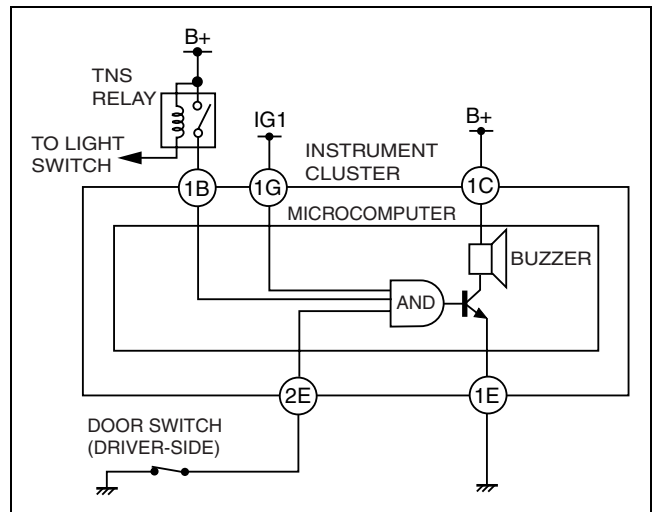 B+
TNS
RELAY
TO LIGHT
SWITCH
IG1
B+
INSTRUMENT
CLUSTER
1B
1G
1C
MICROCOMPUTER
BUZZER
AND
2E
1E
DOOR SWITCH
(DRIVER-SIDE)